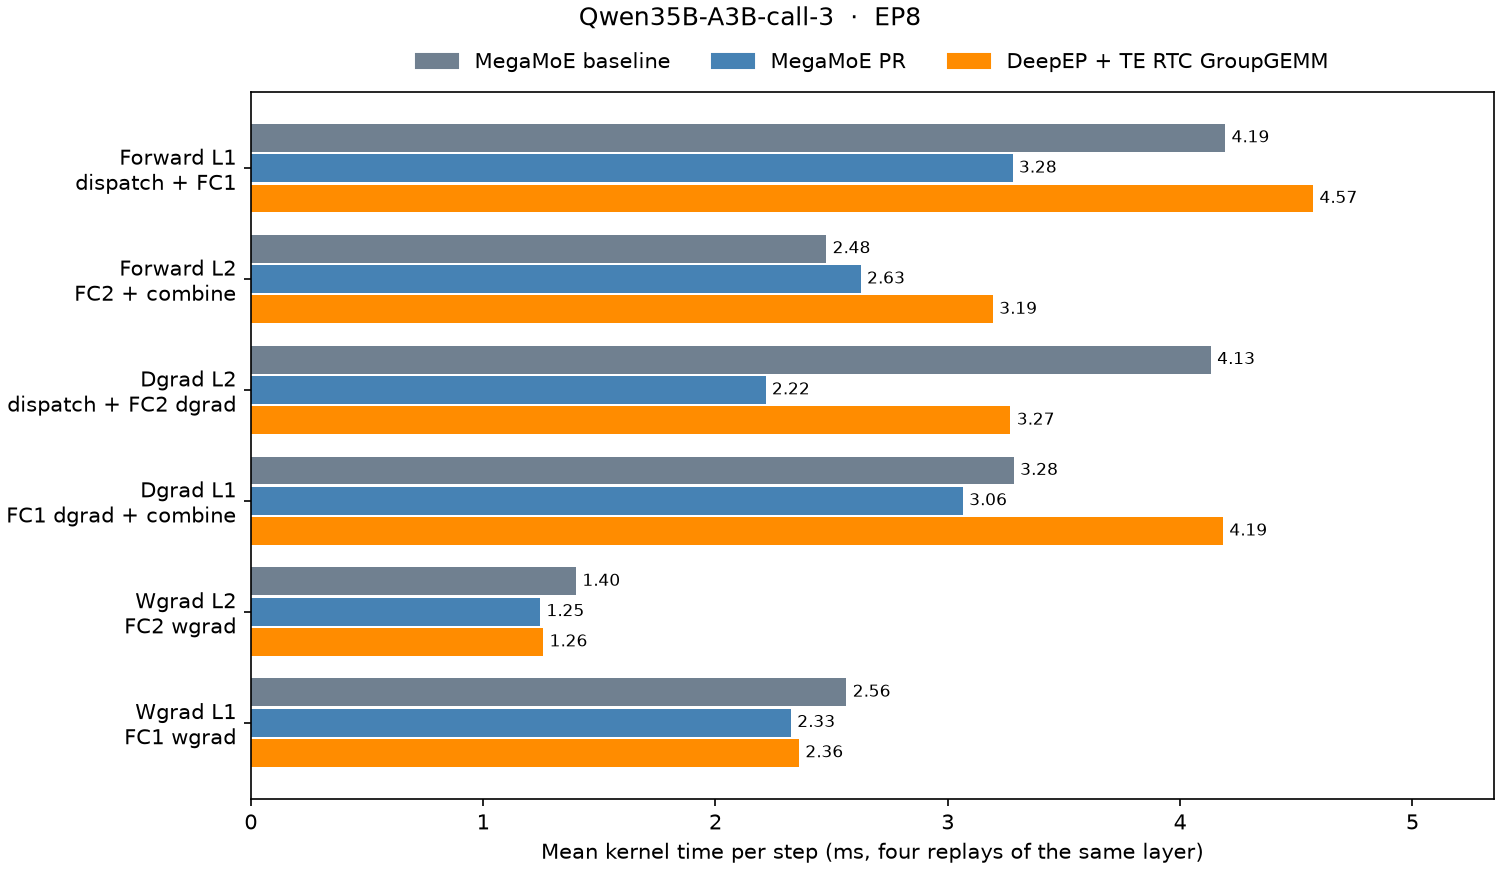 Qwen35B-A3B-call-3 · EP8
MegaMoE baseline
MegaMoE PR
DeepEP + TE RTC GroupGEMM
Forward L1
dispatch + FC1
4.19
3.28
4.57
Forward L2
FC2 + combine
2.48
2.63
3.19
Dgrad L2
dispatch + FC2 dgrad
4.13
2.22
3.27
Dgrad L1
FC1 dgrad + combine
3.28
3.06
4.19
Wgrad L2
FC2 wgrad
1.40
1.25
1.26
Wgrad L1
FC1 wgrad
2.56
2.33
2.36
0 1 2 3 4 5
Mean kernel time per step (ms, four replays of the same layer)